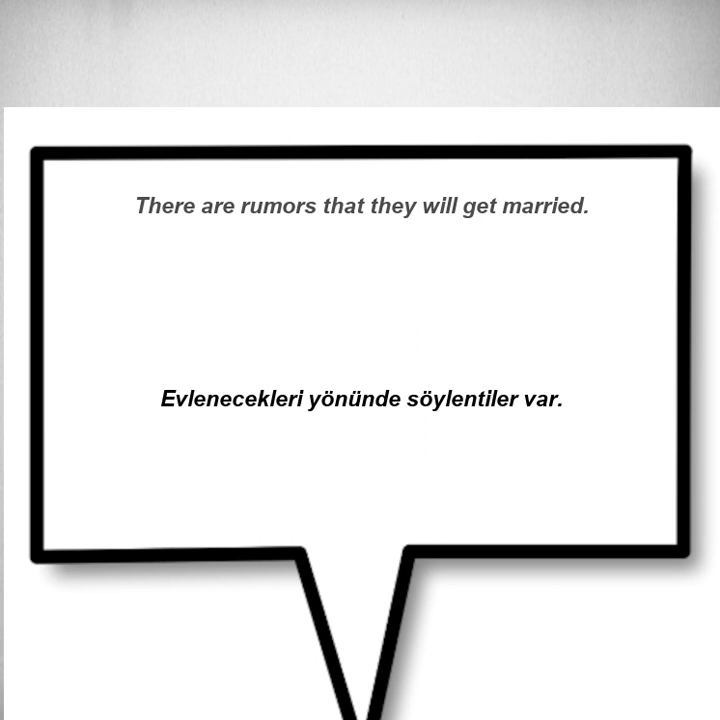 There are rumors that they will get married.
Evlenecekleri yönünde söylentiler var.